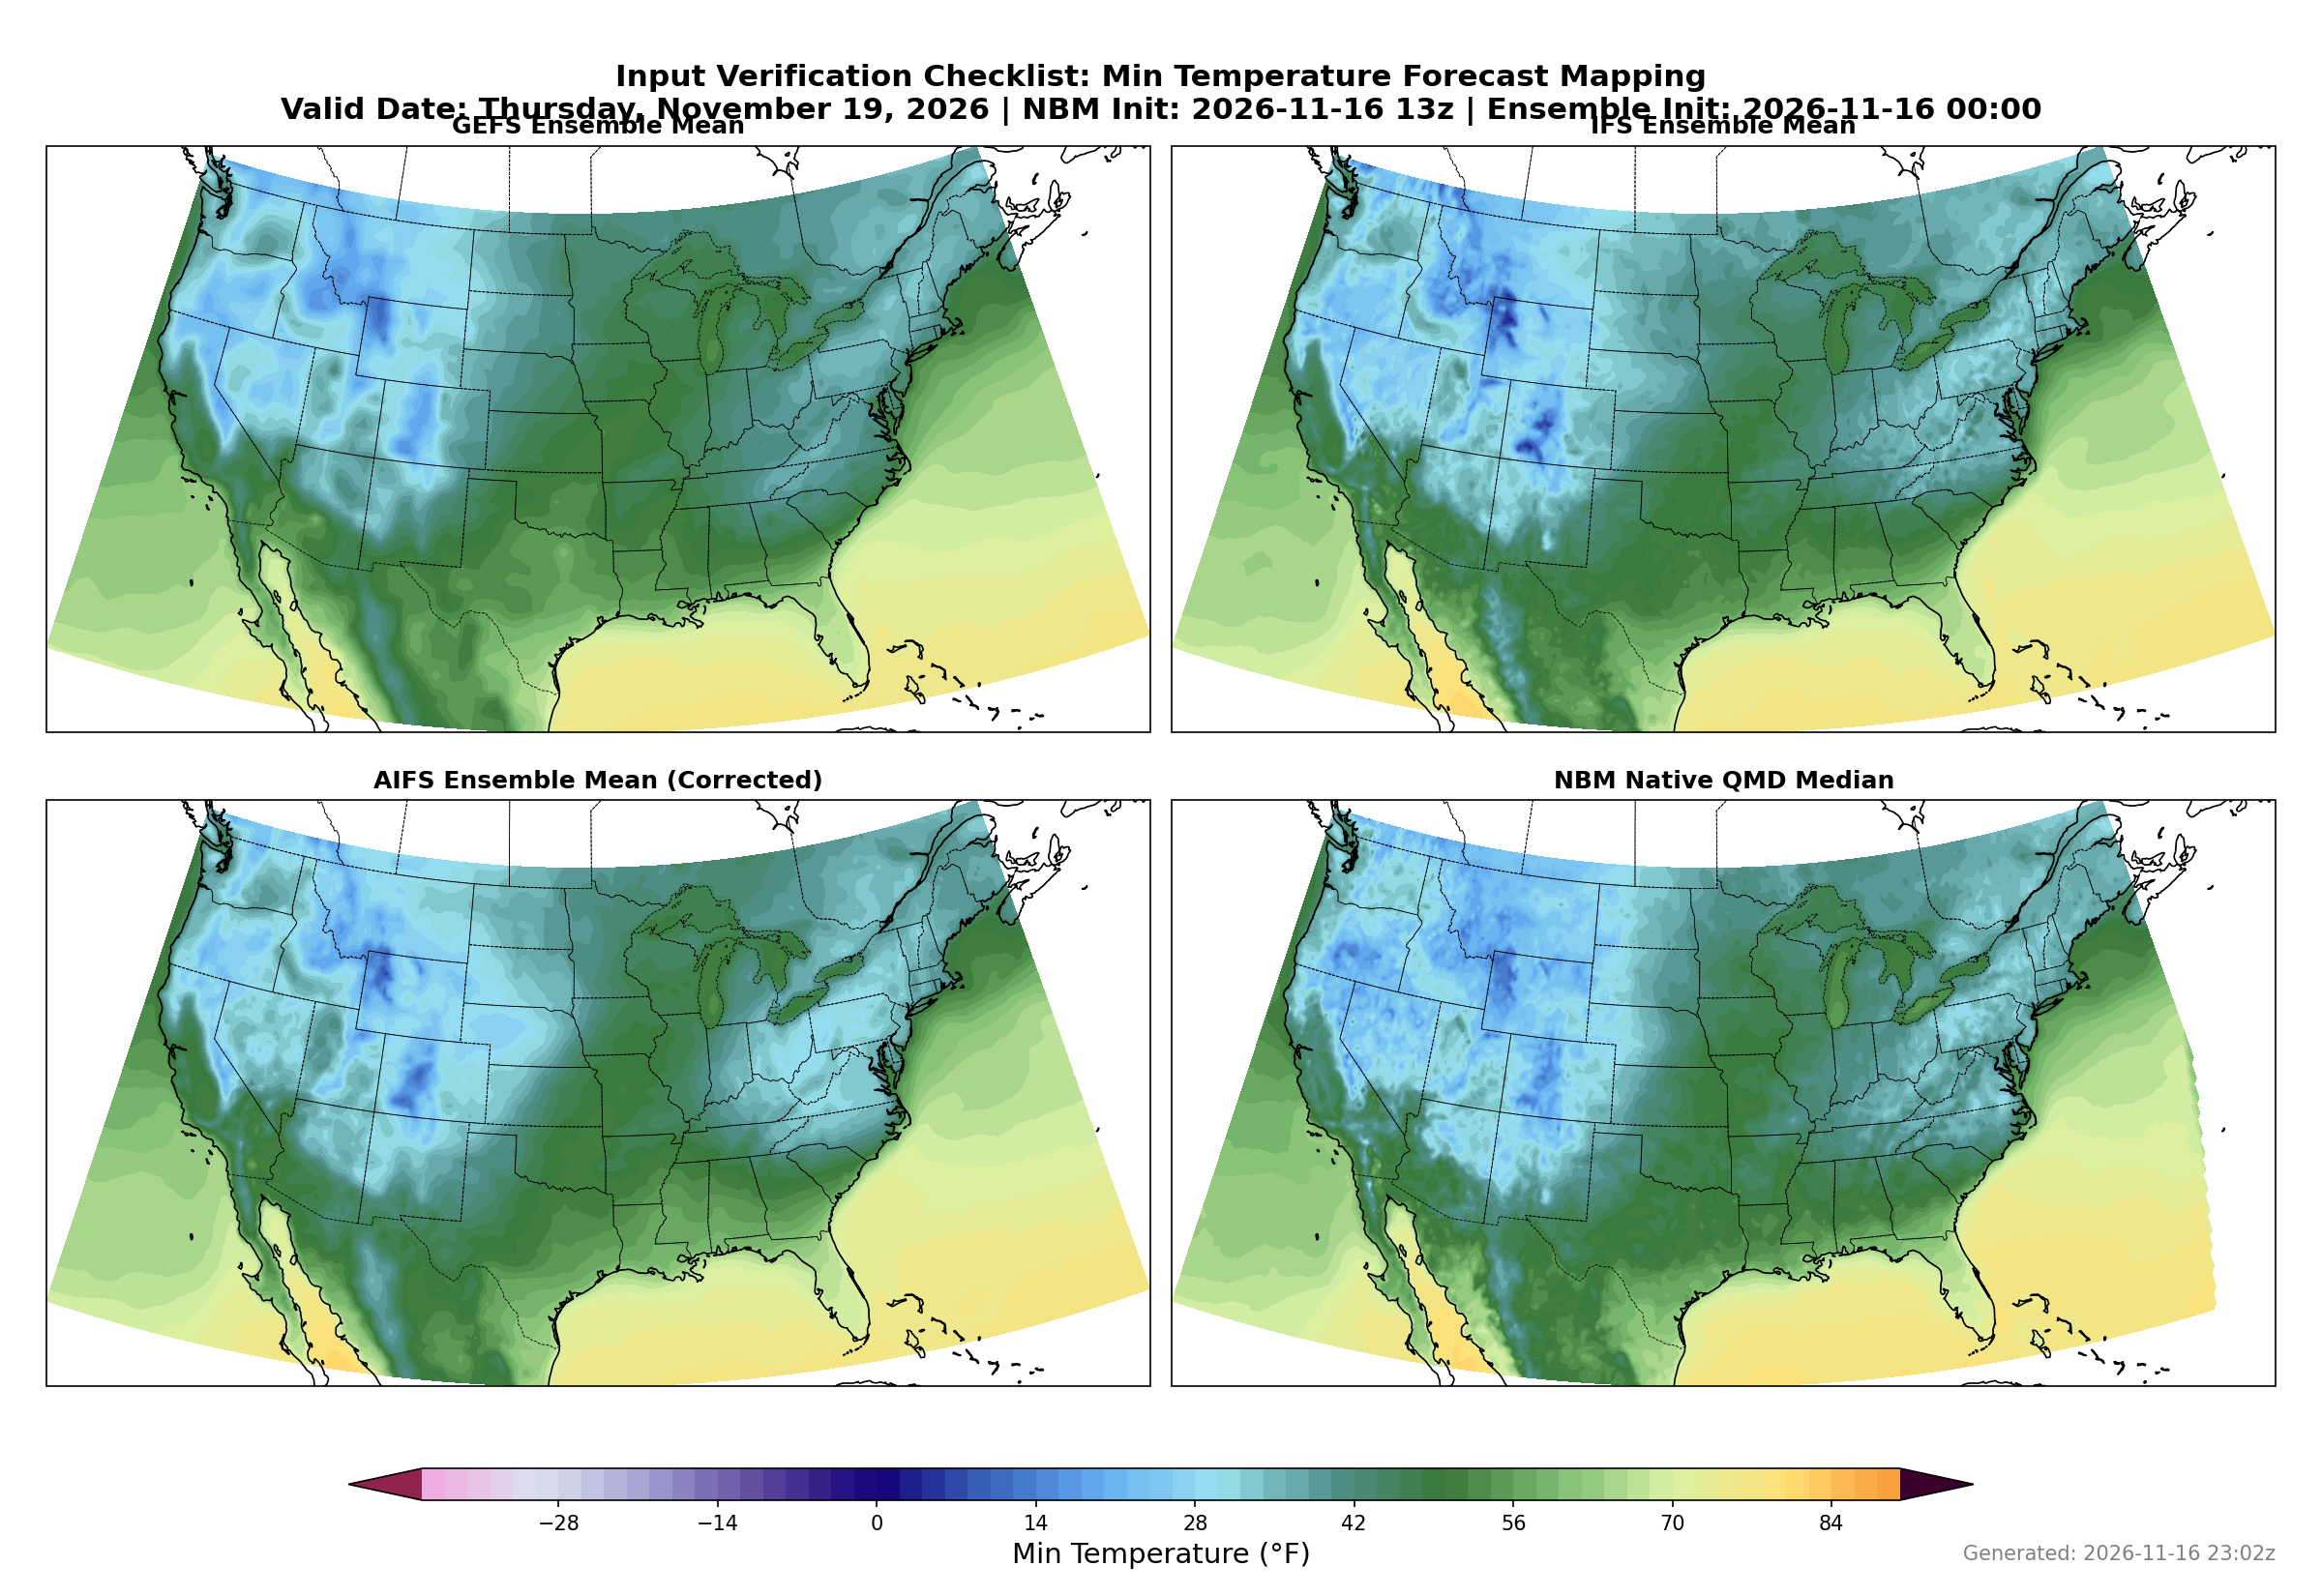 Input Verification Checklist: Min Temperature Forecast Mapping
Valid Date: Thursday, November 19, 2026 | NBM Init: 2026-11-16 13z | Ensemble Init: 2026-11-16 00:00
GEFS Ensemble Mean
IFS Ensemble Mean
AIFS Ensemble Mean (Corrected)
NBM Native QMD Median
−28 −14 0 14 28 42 56 70 84
Min Temperature (°F)
Generated: 2026-11-16 23:02z